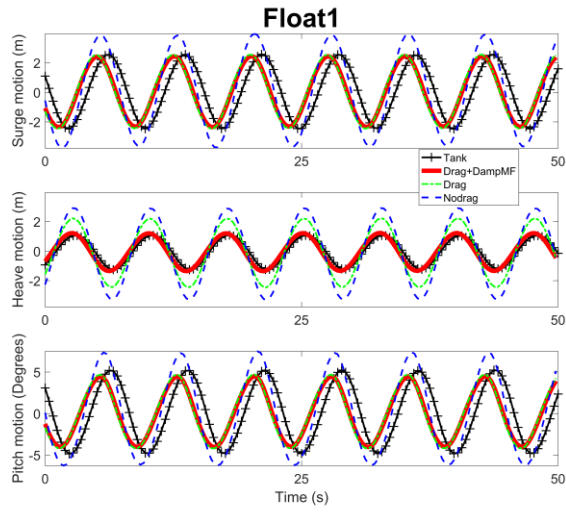 Float1
Surge motion (m)
2
0
-2
0
25
50
Tank
Drag+DampMF
Drag
Nodrag
Heave motion (m)
2
0
-2
0
25
50
Pitch motion (Degrees)
5
0
-5
0
25
50
Time (s)